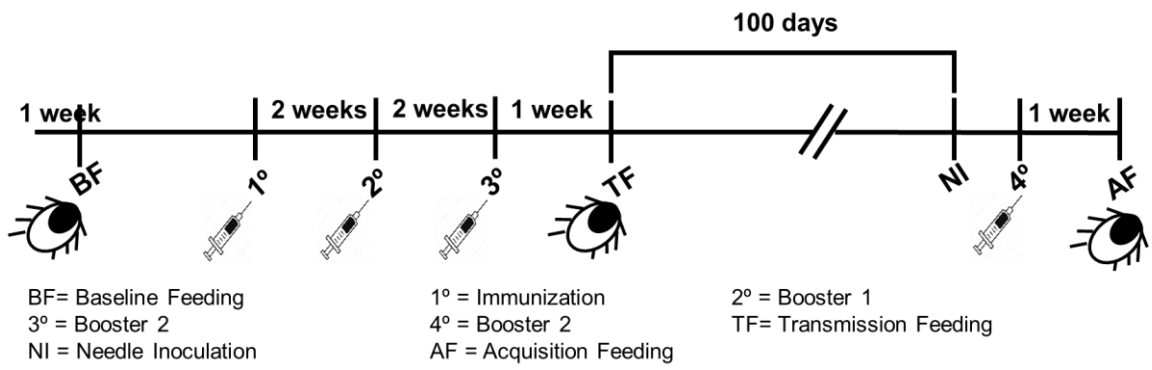 100 days
1 week
2 weeks
2 weeks
1 week
1 week
BF
1º
2º
3º
TF
NI
4º
AF
BF= Baseline Feeding
1º = Immunization
2º = Booster 1
3º = Booster 2
4º = Booster 2
TF= Transmission Feeding
NI = Needle Inoculation
AF = Acquisition Feeding